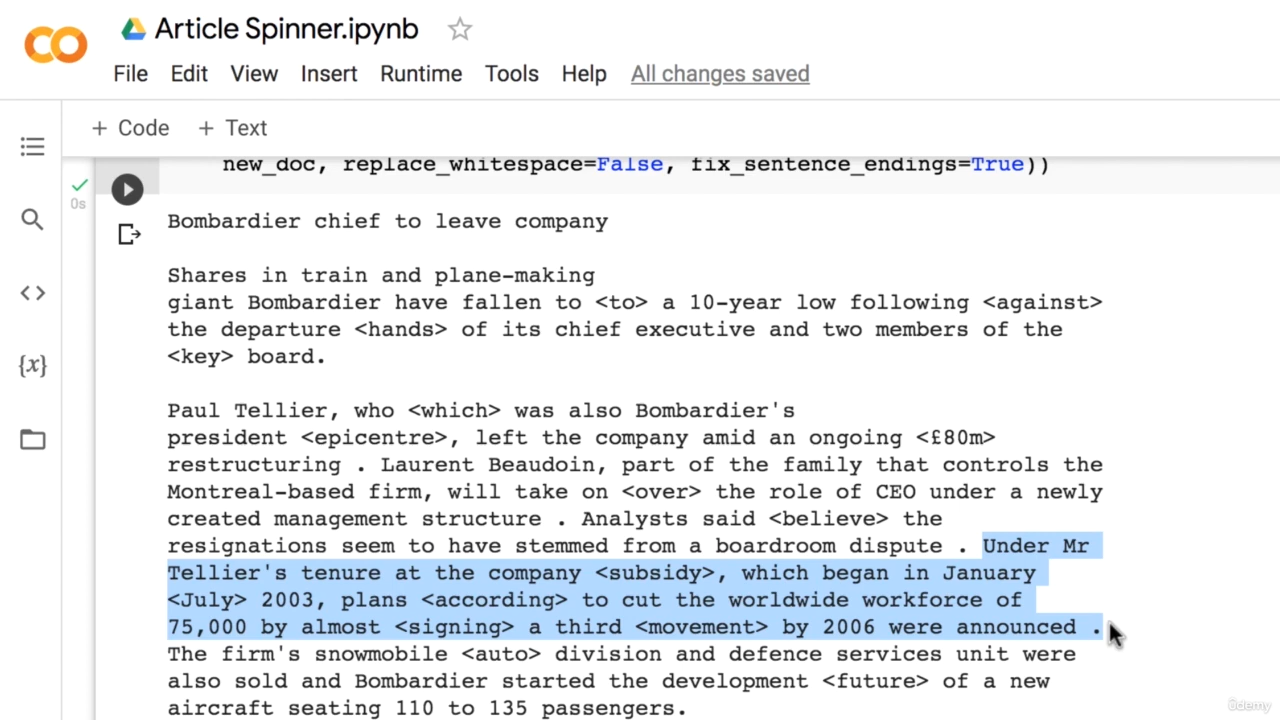 Article Spinner.ipynb
File Edit View Insert Runtime Tools Help All changes saved
+ Code + Text
new_doc, replace_whitespace=False, fix_sentence_endings=True))
0s
Bombardier chief to leave company
Shares in train and plane-making
giant Bombardier have fallen to <to> a 10-year low following <against>
the departure <hands> of its chief executive and two members of the
<key> board.
Paul Tellier, who <which> was also Bombardier's
president <epicentre>, left the company amid an ongoing <£80m>
restructuring . Laurent Beaudoin, part of the family that controls the
Montreal-based firm, will take on <over> the role of CEO under a newly
created management structure . Analysts said <believe> the
resignations seem to have stemmed from a boardroom dispute . Under Mr
Tellier's tenure at the company <subsidy>, which began in January
<July> 2003, plans <according> to cut the worldwide workforce of
75,000 by almost <signing> a third <movement> by 2006 were announced .
The firm's snowmobile <auto> division and defence services unit were
also sold and Bombardier started the development <future> of a new
aircraft seating 110 to 135 passengers.
{x}
ûdemy